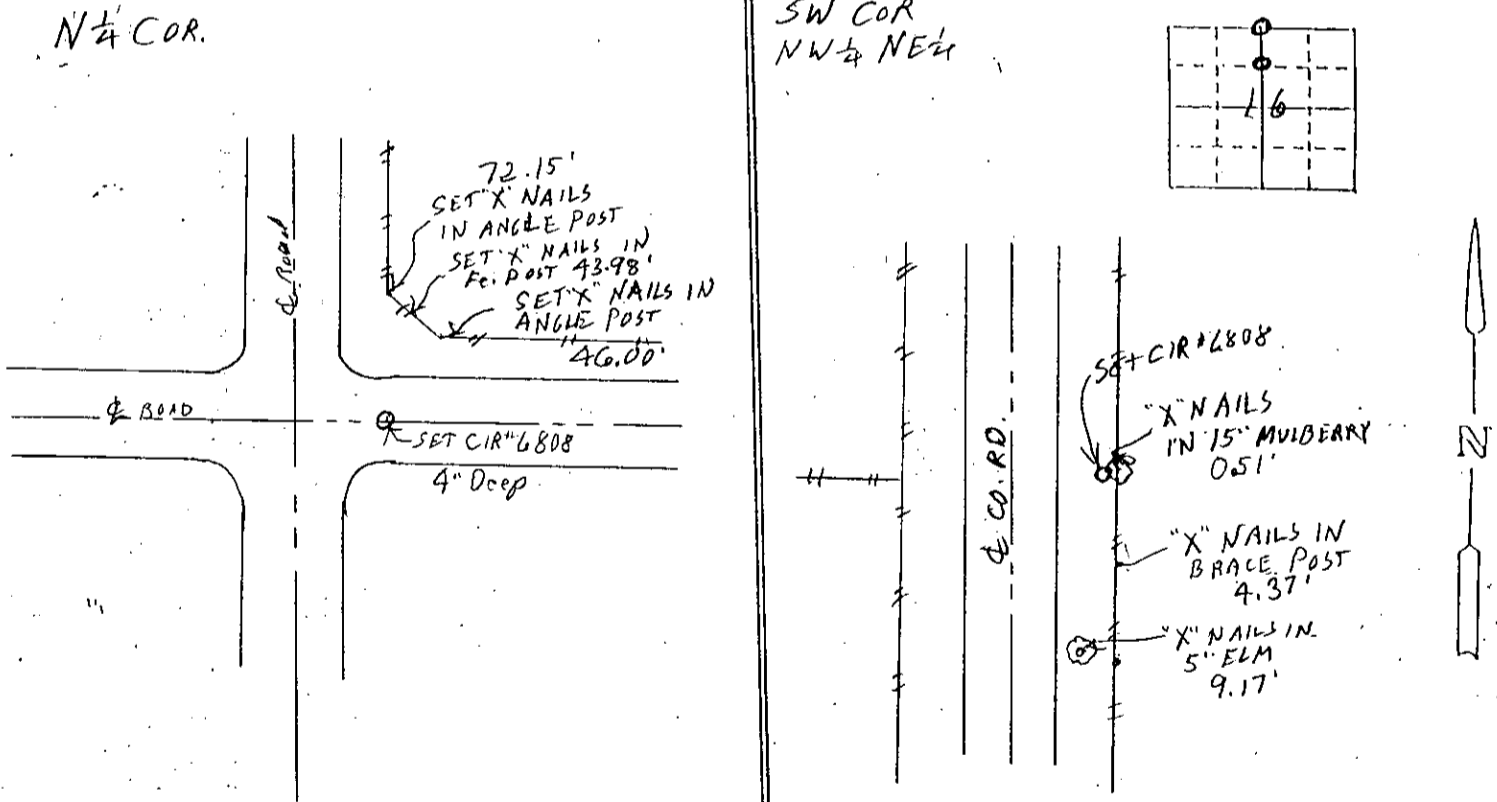 N¼ COR.
72.15'
SET "X" NAILS
IN ANGLE POST
SET "X" NAILS IN
Fe. POST 43.98'
SET "X" NAILS IN
ANGLE POST
46.00'
℄ ROAD
℄ ROAD
SET CIR #6808
4" Deep
SW COR
NW¼ NE¼
16
SET CIR #6808
"X" NAILS
IN 15" MULBERRY
0.51'
℄ CO. RD.
"X" NAILS IN
BRACE POST
4.37'
"X" NAILS IN
5" ELM
9.17'
N